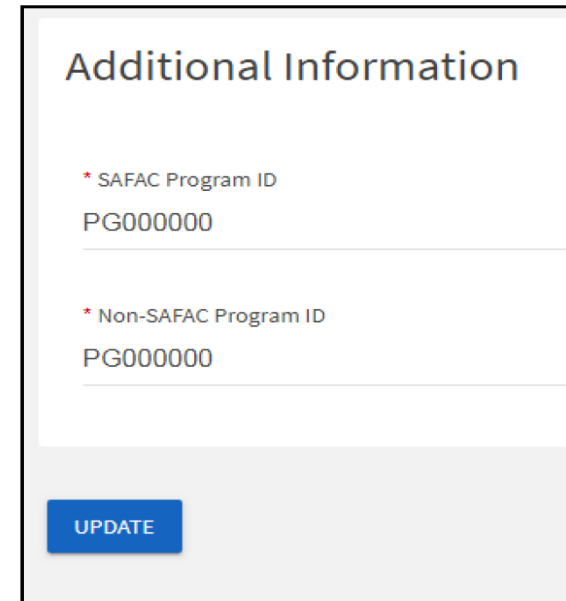 Additional Information
* SAFAC Program ID
PG000000
* Non-SAFAC Program ID
PG000000
UPDATE